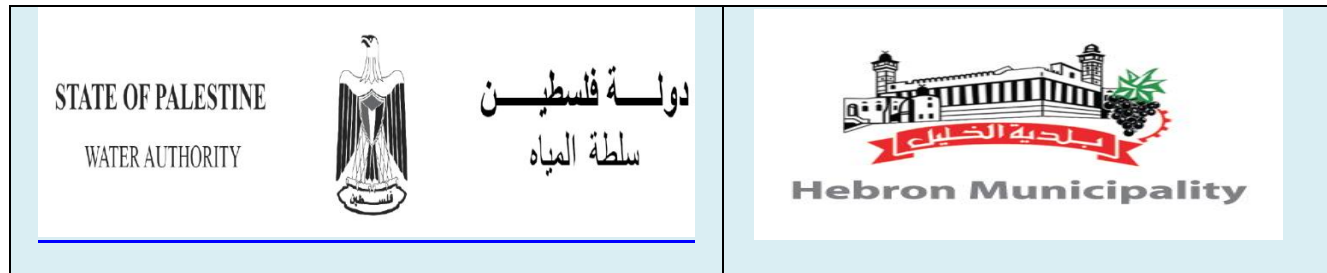 STATE OF PALESTINE
WATER AUTHORITY
دولـــة فلسطيـــن
سلطة المياه
فلسطين
بلدية الخليل
Hebron Municipality